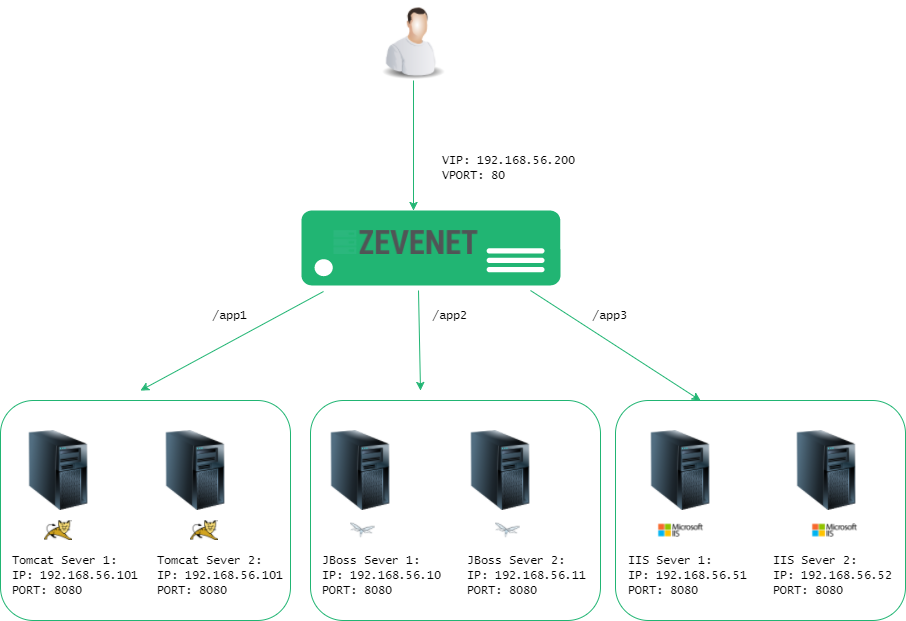 VIP: 192.168.56.200
VPORT: 80
ZEVENET
/app1
/app2
/app3
Microsoft
IIS
Microsoft
IIS
Tomcat Sever 1:
IP: 192.168.56.101
PORT: 8080
Tomcat Sever 2:
IP: 192.168.56.101
PORT: 8080
JBoss Sever 1:
IP: 192.168.56.10
PORT: 8080
JBoss Sever 2:
IP: 192.168.56.11
PORT: 8080
IIS Sever 1:
IP: 192.168.56.51
PORT: 8080
IIS Sever 2:
IP: 192.168.56.52
PORT: 8080